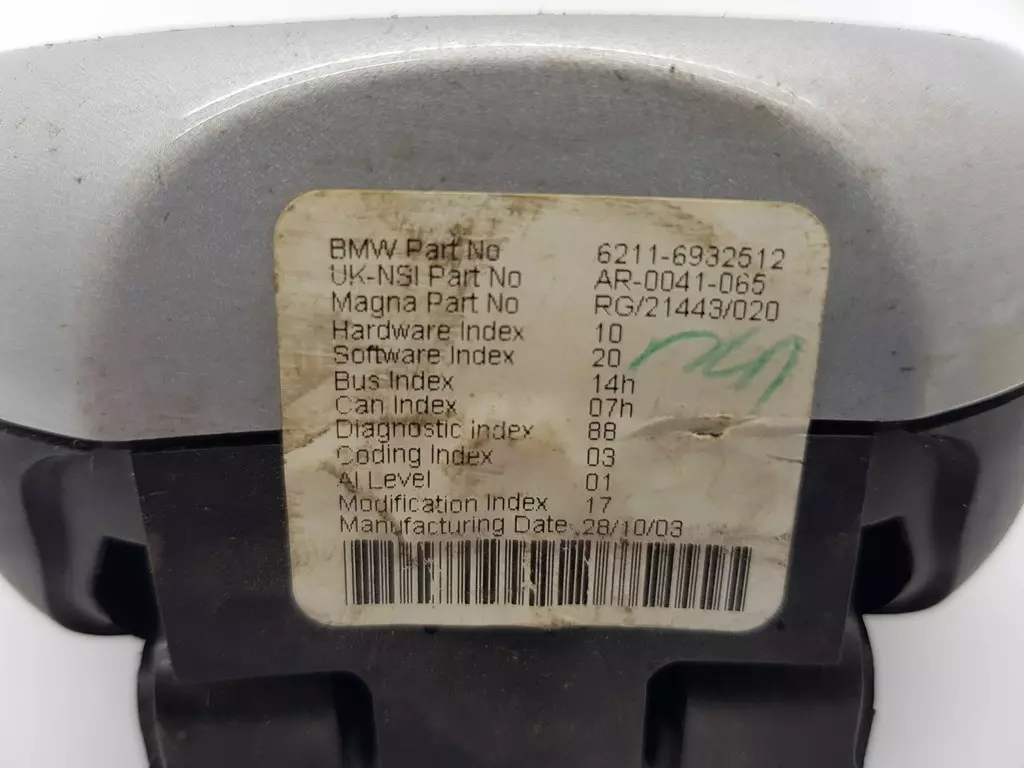 BMW Part No 6211-6932512
UK-NSI Part No AR-0041-065
Magna Part No RG/21443/020
Hardware Index 10
Software Index 20
Bus Index 14h
Can Index 07h
Diagnostic Index 88
Coding Index 03
AI Level 01
Modification Index 17
Manufacturing Date 28/10/03